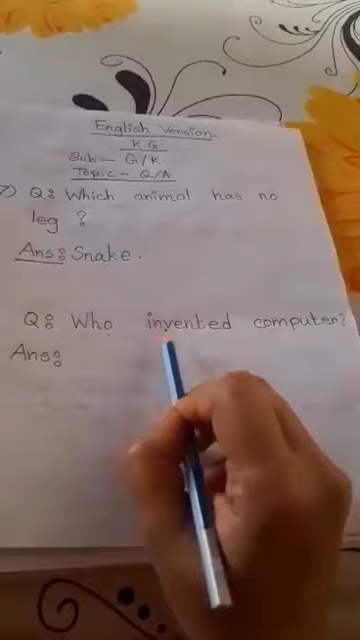 English Version
K.G
Sub - G/K
Topic - Q/A
Q: Which animal has no
leg ?
Ans: Snake.
Q: Who invented computer?
Ans: